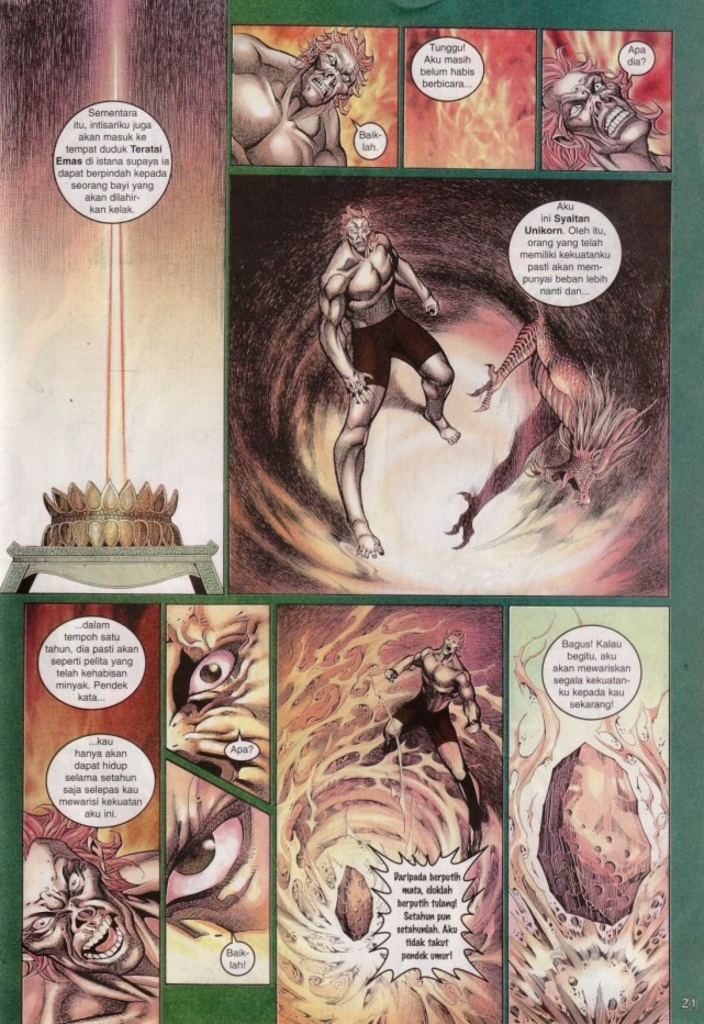 Sementara
itu, intisariku juga
akan masuk ke
tempat duduk Teratai
Emas di istana supaya ia
dapat berpindah kepada
seorang bayi yang
akan dilahir-
kan kelak.
Baik-
lah.
Tunggu!
Aku masih
belum habis
berbicara...
Apa
dia?
Aku
ini Syaitan
Unikorn. Oleh itu,
orang yang telah
memiliki kekuatanku
pasti akan mem-
punyai beban lebih
nanti dan...
...dalam
tempoh satu
tahun, dia pasti akan
seperti pelita yang
telah kehabisan
minyak. Pendek
kata...
...kau
hanya akan
dapat hidup
selama setahun
saja selepas kau
mewarisi kekuatan
aku ini.
Apa?
Baik-
lah!
Daripada berputih
mata, eloklah
berputih tulang!
Setahun pun
setahunlah. Aku
tidak takut
pendek umur!
Bagus! Kalau
begitu, aku
akan mewariskan
segala kekuatan-
ku kepada kau
sekarang!
21